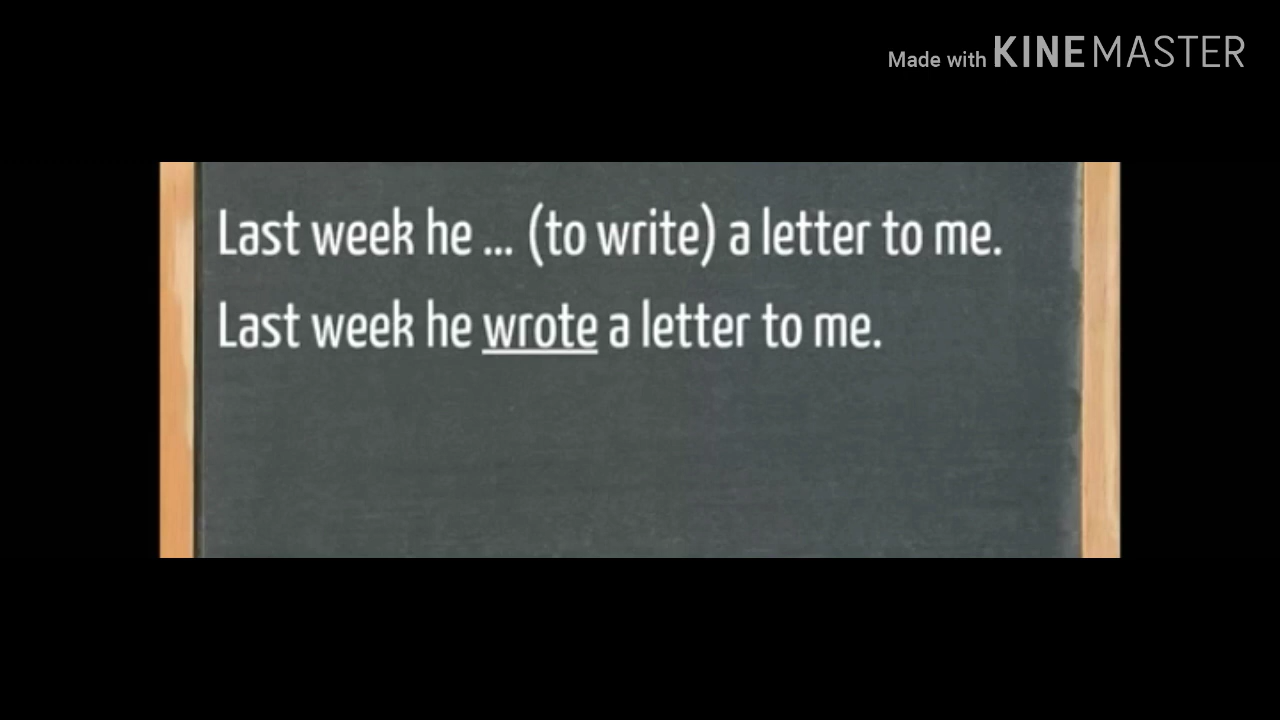 Made with KINEMASTER
Last week he ... (to write) a letter to me.
Last week he wrote a letter to me.